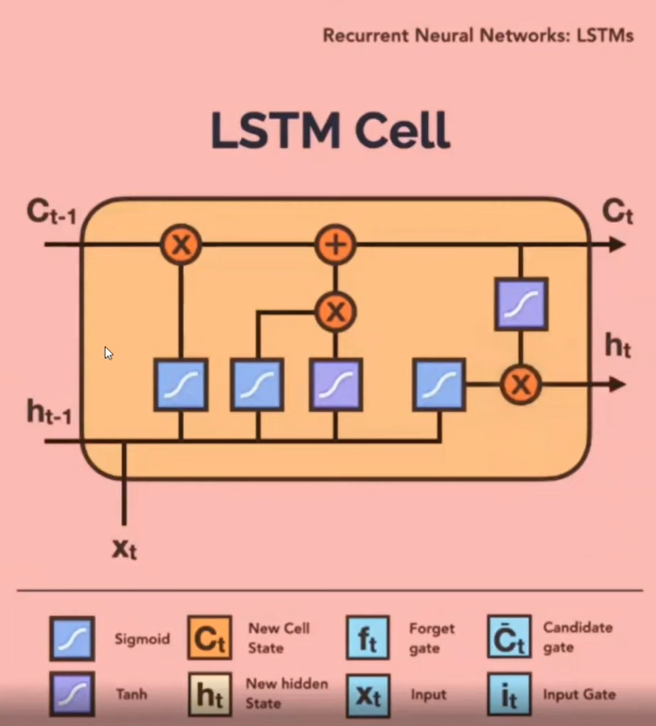 Recurrent Neural Networks: LSTMs
LSTM Cell
Ct-1
Ct
X
+
X
ht
X
ht-1
xt
Sigmoid
Ct
New Cell
State
ft
Forget
gate
C̄t
Candidate
gate
Tanh
ht
New hidden
State
Xt
Input
it
Input Gate